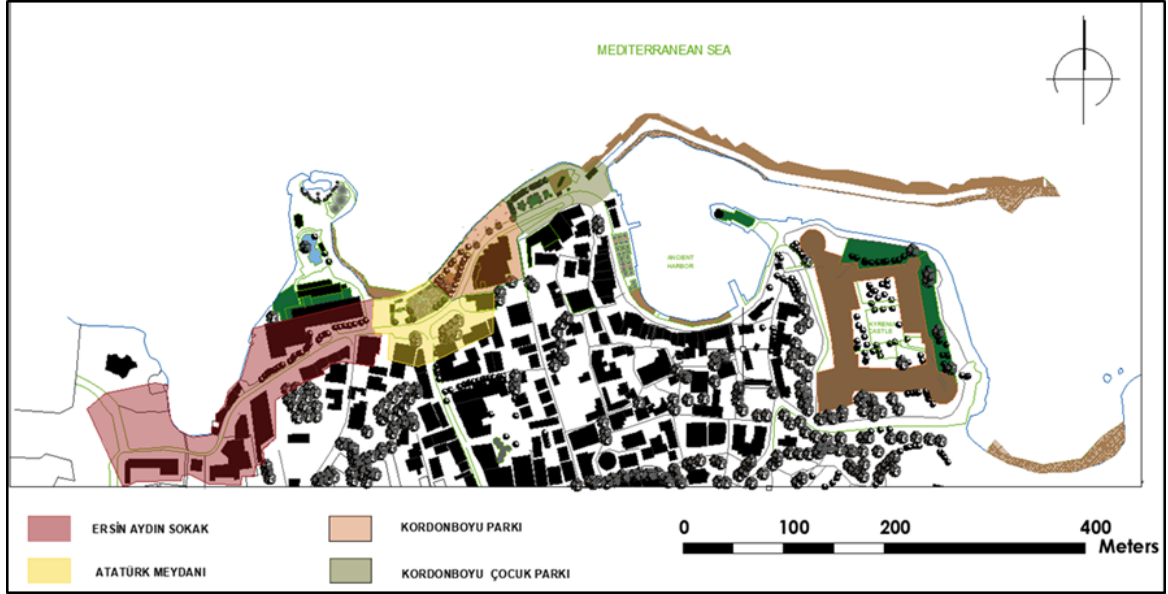 MEDITERRANEAN SEA
ANCIENT
HARBOR
KYRENIA
CASTLE
ERSİN AYDIN SOKAK
KORDONBOYU PARKI
ATATÜRK MEYDANI
KORDONBOYU ÇOCUK PARKI
0 100 200 400
Meters